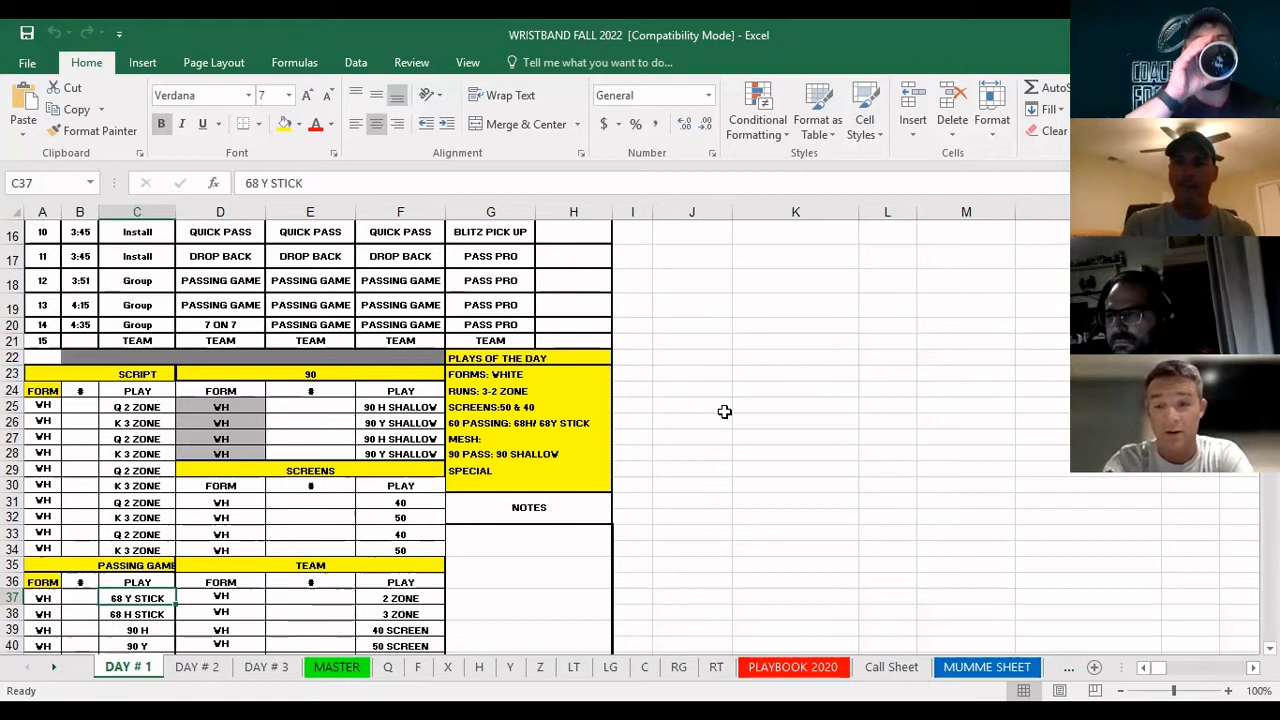 WRISTBAND FALL 2022 [Compatibility Mode] - Excel
File Home Insert Page Layout Formulas Data Review View Tell me what you want to do...
Paste Cut Copy Format Painter Clipboard
Verdana 7 B I U A A A Font
Wrap Text Merge & Center Alignment
General $ % , Number
Conditional Formatting Format as Table Cell Styles Styles
Insert Delete Format Cells
Fill Clear
COACH
C37 fx 68 Y STICK
A B C D E F G H I J K L M
16 10 3:45 Install QUICK PASS QUICK PASS QUICK PASS BLITZ PICK UP
17 11 3:45 Install DROP BACK DROP BACK DROP BACK PASS PRO
18 12 3:51 Group PASSING GAME PASSING GAME PASSING GAME PASS PRO
19 13 4:15 Group PASSING GAME PASSING GAME PASSING GAME PASS PRO
20 14 4:35 Group 7 ON 7 PASSING GAME PASSING GAME PASS PRO
21 15 TEAM TEAM TEAM TEAM TEAM
22 PLAYS OF THE DAY
23 SCRIPT 90 FORMS: WHITE
24 FORM # PLAY FORM # PLAY RUNS: 3-2 ZONE
25 WH Q 2 ZONE WH 90 H SHALLOW SCREENS:50 & 40
26 WH K 3 ZONE WH 90 Y SHALLOW 60 PASSING: 68H/ 68Y STICK
27 WH Q 2 ZONE WH 90 H SHALLOW MESH:
28 WH K 3 ZONE WH 90 Y SHALLOW 90 PASS: 90 SHALLOW
29 WH Q 2 ZONE SCREENS SPECIAL
30 WH K 3 ZONE FORM # PLAY
31 WH Q 2 ZONE WH 40 NOTES
32 WH K 3 ZONE WH 50
33 WH Q 2 ZONE WH 40
34 WH K 3 ZONE WH 50
35 PASSING GAME TEAM
36 FORM # PLAY FORM # PLAY
37 WH 68 Y STICK WH 2 ZONE
38 WH 68 H STICK WH 3 ZONE
39 WH 90 H WH 40 SCREEN
40 WH 90 Y WH 50 SCREEN
DAY # 1 DAY # 2 DAY # 3 MASTER Q F X H Y Z LT LG C RG RT PLAYBOOK 2020 Call Sheet MUMME SHEET ...
Ready 100%